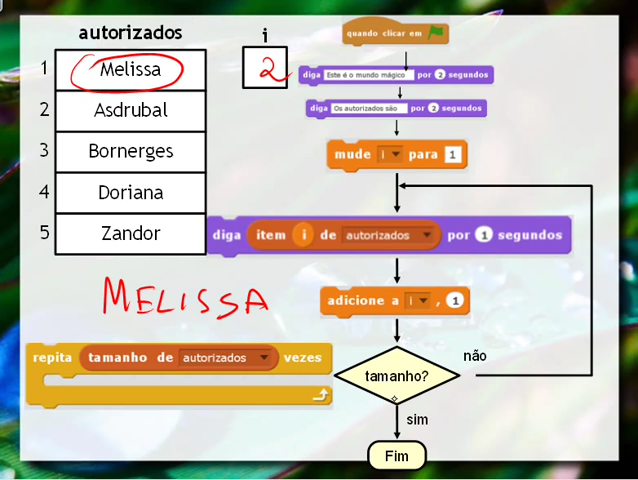 autorizados
i
quando clicar em
1
Melissa
2
diga Este é o mundo mágico por 2 segundos
2
Asdrubal
diga Os autorizados são por 2 segundos
3
Bornerges
mude i para 1
4
Doriana
5
Zandor
diga item i de autorizados por 1 segundos
MELISSA
adicione a i , 1
repita tamanho de autorizados vezes
tamanho?
não
sim
Fim